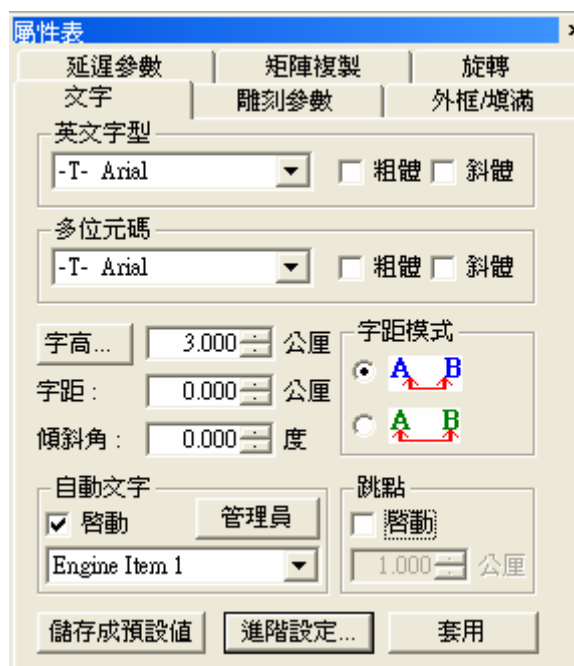 屬性表
延遲參數 矩陣複製 旋轉
文字 雕刻參數 外框/填滿
英文字型
-T- Arial 粗體 斜體
多位元碼
-T- Arial 粗體 斜體
字高... 3.000 公厘
字距: 0.000 公厘
傾斜角: 0.000 度
字距模式
A B
A B
自動文字
啓動 管理員
Engine Item 1
跳點
啓動
1.000 公厘
儲存成預設值 進階設定... 套用